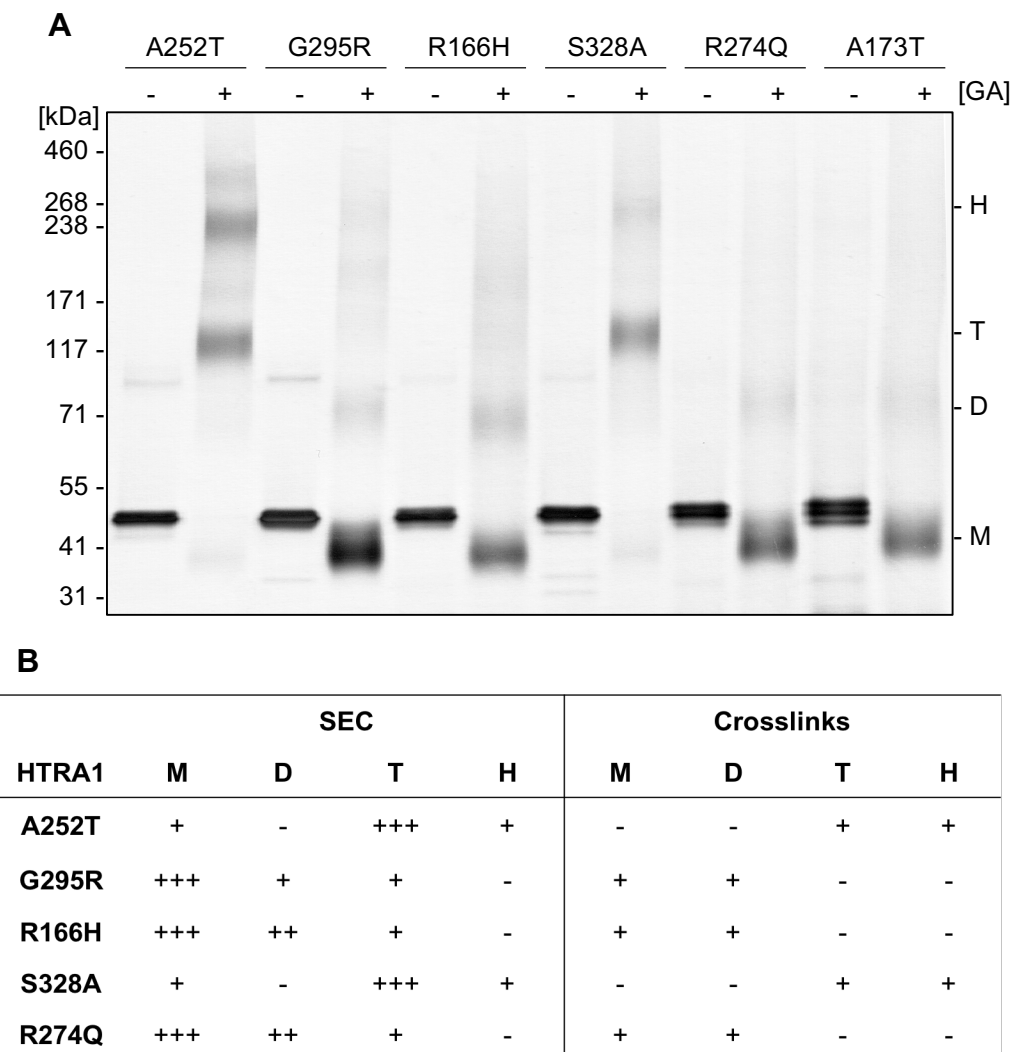 A
A252T G295R R166H S328A R274Q A173T
- + - + - + - + - + - + [GA]
[kDa]
460 -
268 - - H
238 -
171 -
- T
117 -
71 - - D
55 -
41 - - M
31 -
B
SEC Crosslinks
HTRA1 M D T H M D T H
A252T + - +++ + - - + +
G295R +++ + + - + + - -
R166H +++ ++ + - + + - -
S328A + - +++ + - - + +
R274Q +++ ++ + - + + - -